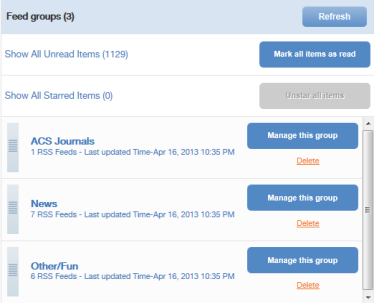 Feed groups (3) Refresh
Show All Unread Items (1129) Mark all items as read
Show All Starred Items (0) Unstar all items
Manage this group
ACS Journals
1 RSS Feeds - Last updated Time-Apr 16, 2013 10:35 PM
Delete
Manage this group
News
7 RSS Feeds - Last updated Time-Apr 16, 2013 10:35 PM
Delete
Manage this group
Other/Fun
6 RSS Feeds - Last updated Time-Apr 16, 2013 10:35 PM
Delete